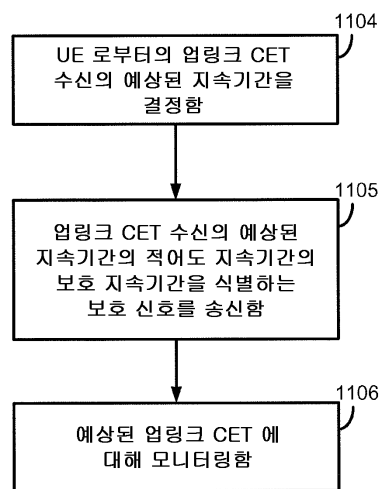 1104
UE 로부터의 업링크 CET
수신의 예상된 지속기간을
결정함
1105
업링크 CET 수신의 예상된
지속기간의 적어도 지속기간의
보호 지속기간을 식별하는
보호 신호를 송신함
1106
예상된 업링크 CET 에
대해 모니터링함